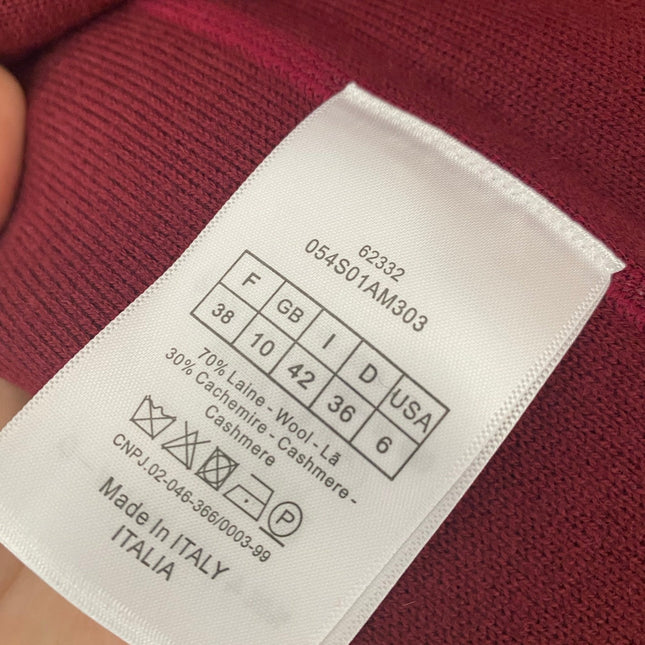 62332
054S01AM303
F GB I D USA
38 10 42 36 6
70% Laine - Wool - Lã
30% Cachemire - Cashmere -
Cashmere
P
CNPJ.02-046-366/0003-99
Made In ITALY
ITALIA